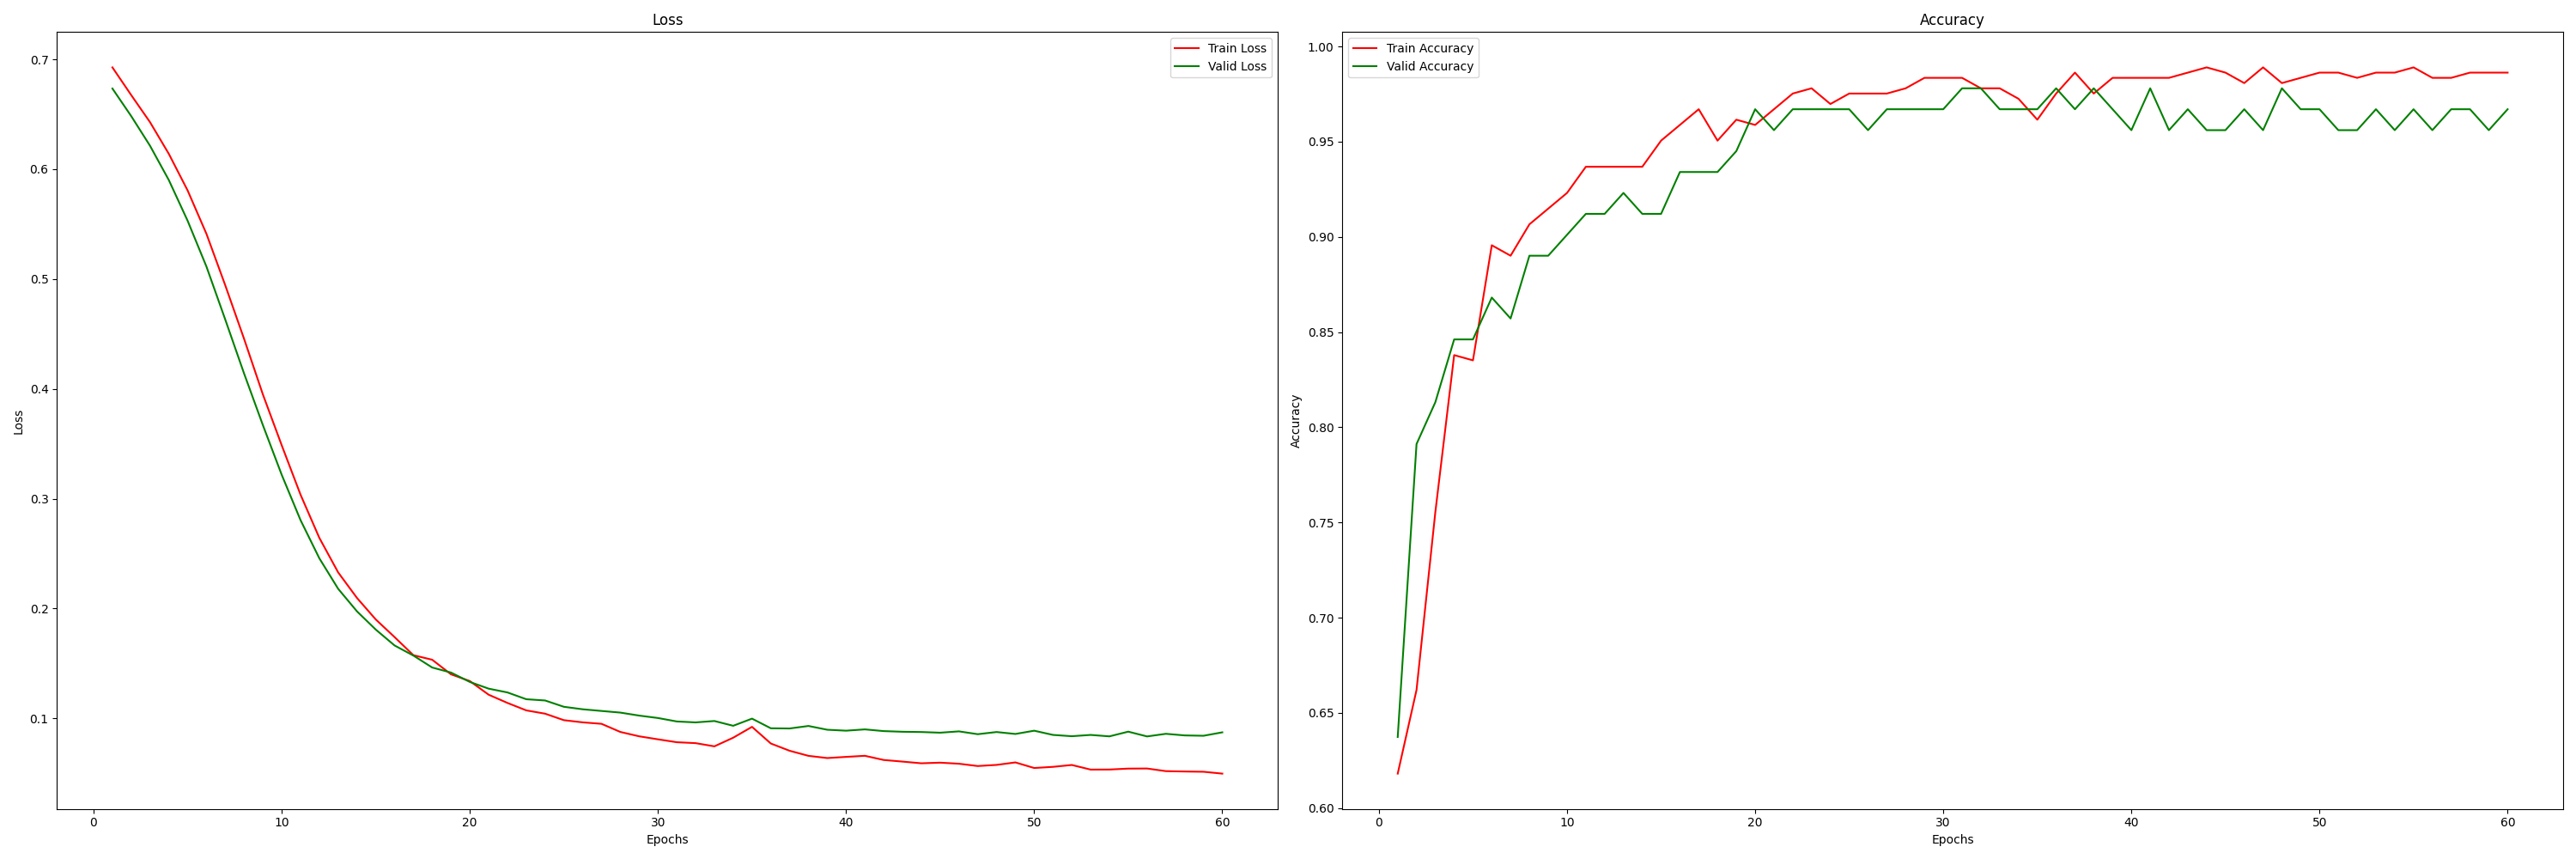 Loss
Train Loss
Valid Loss
0.7
0.6
0.5
0.4
0.3
0.2
0.1
Loss
0 10 20 30 40 50 60
Epochs
Accuracy
Train Accuracy
Valid Accuracy
1.00
0.95
0.90
0.85
0.80
0.75
0.70
0.65
0.60
Accuracy
0 10 20 30 40 50 60
Epochs